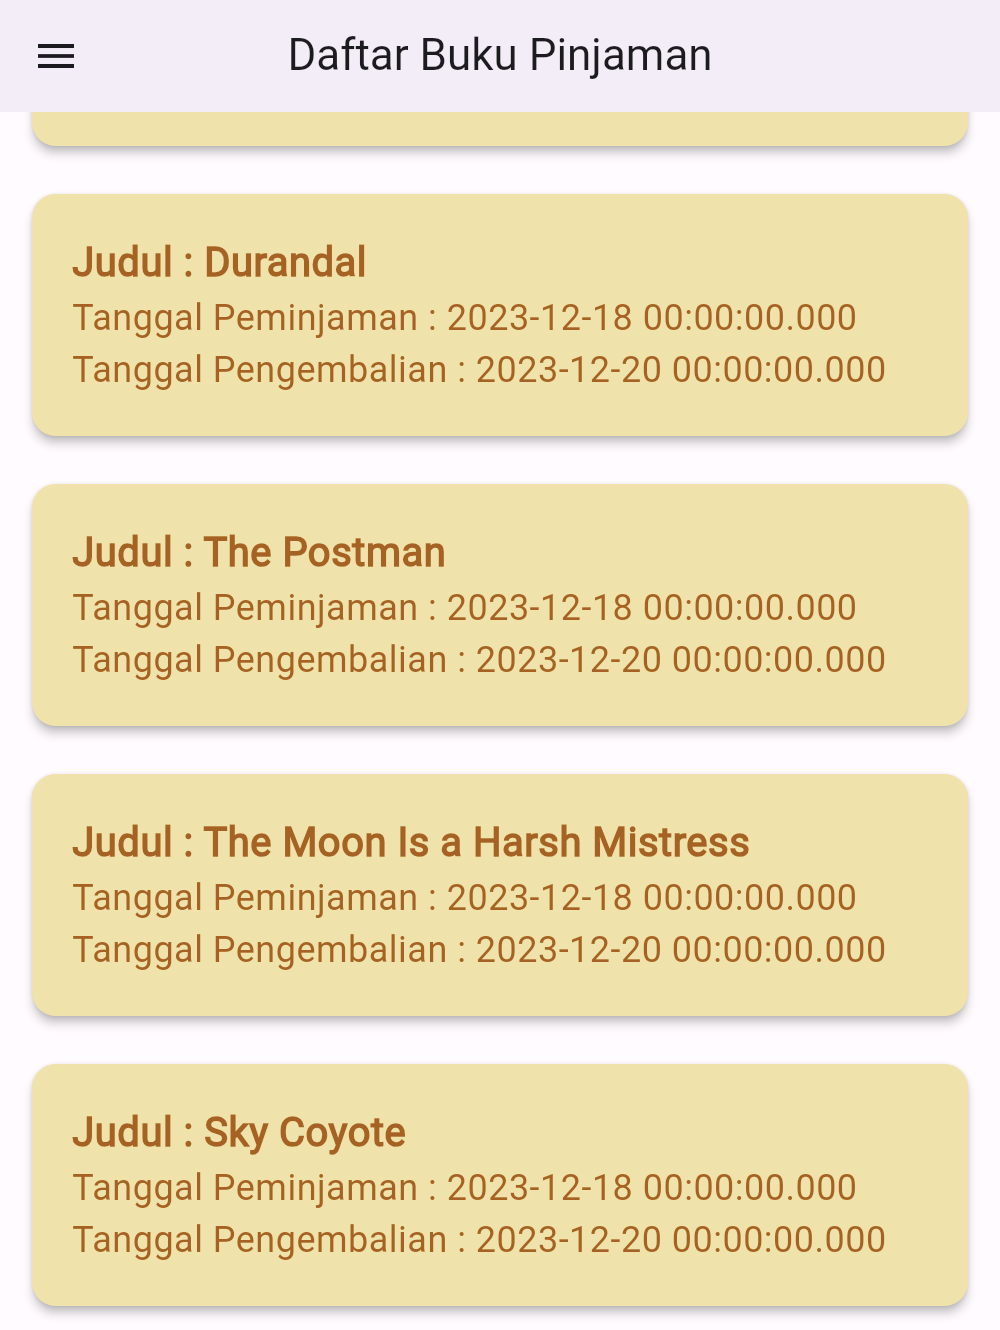 Daftar Buku Pinjaman
Judul : Durandal
Tanggal Peminjaman : 2023-12-18 00:00:00.000
Tanggal Pengembalian : 2023-12-20 00:00:00.000
Judul : The Postman
Tanggal Peminjaman : 2023-12-18 00:00:00.000
Tanggal Pengembalian : 2023-12-20 00:00:00.000
Judul : The Moon Is a Harsh Mistress
Tanggal Peminjaman : 2023-12-18 00:00:00.000
Tanggal Pengembalian : 2023-12-20 00:00:00.000
Judul : Sky Coyote
Tanggal Peminjaman : 2023-12-18 00:00:00.000
Tanggal Pengembalian : 2023-12-20 00:00:00.000